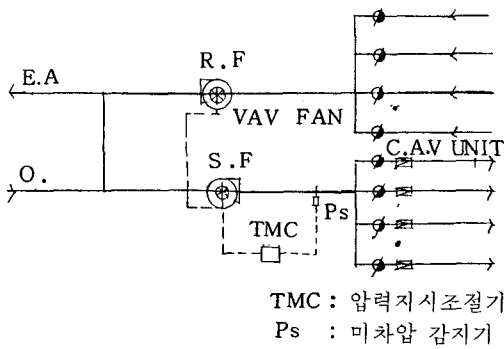 R.F
E.A
VAV FAN
C.A.V UNIT
O.
S.F
Ps
TMC
TMC : 압력지시조절기
Ps : 미차압 감지기